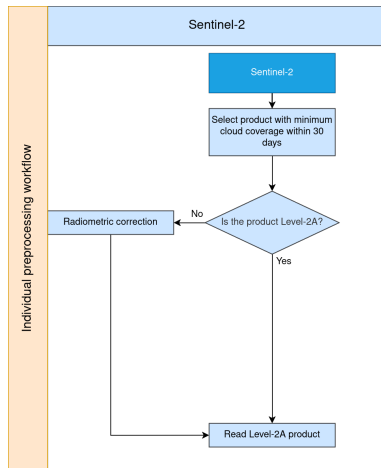 Sentinel-2
Individual preprocessing workflow
Sentinel-2
Select product with minimum
cloud coverage within 30
days
Is the product Level-2A?
No
Radiometric correction
Yes
Read Level-2A product